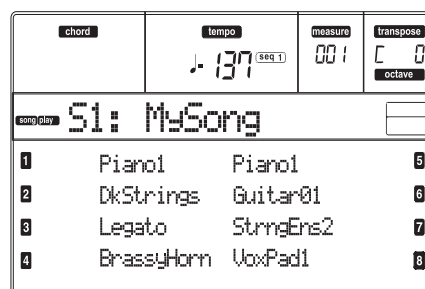 chord tempo measure transpose
♩- 137 seq 1 001 C 0
octave
song play S1: MySong
1 Piano1 Piano1 5
2 DkStrings Guitar01 6
3 Legato StrngEns2 7
4 BrassyHorn VoxPad1 8